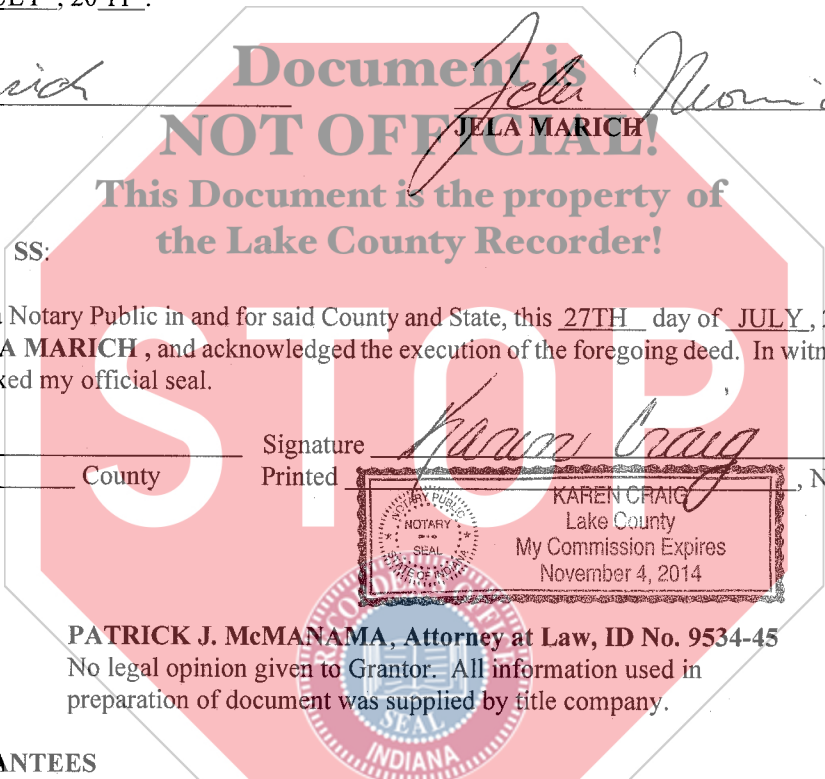 , 20 11 .
Document is
NOT OFFICIAL!
Jela
JELA MARICH
This Document is the property of
the Lake County Recorder!
SS:
Notary Public in and for said County and State, this 27TH day of JULY ,
A MARICH , and acknowledged the execution of the foregoing deed. In witn
xed my official seal.
STOP
Signature Karen Craig
County Printed , N
NOTARY PUBLIC
NOTARY
SEAL
STATE OF INDIANA
KAREN CRAIG
Lake County
My Commission Expires
November 4, 2014
PATRICK J. McMANAMA, Attorney at Law, ID No. 9534-45
No legal opinion given to Grantor. All information used in
preparation of document was supplied by title company.
SEAL
INDIANA
ANTEES